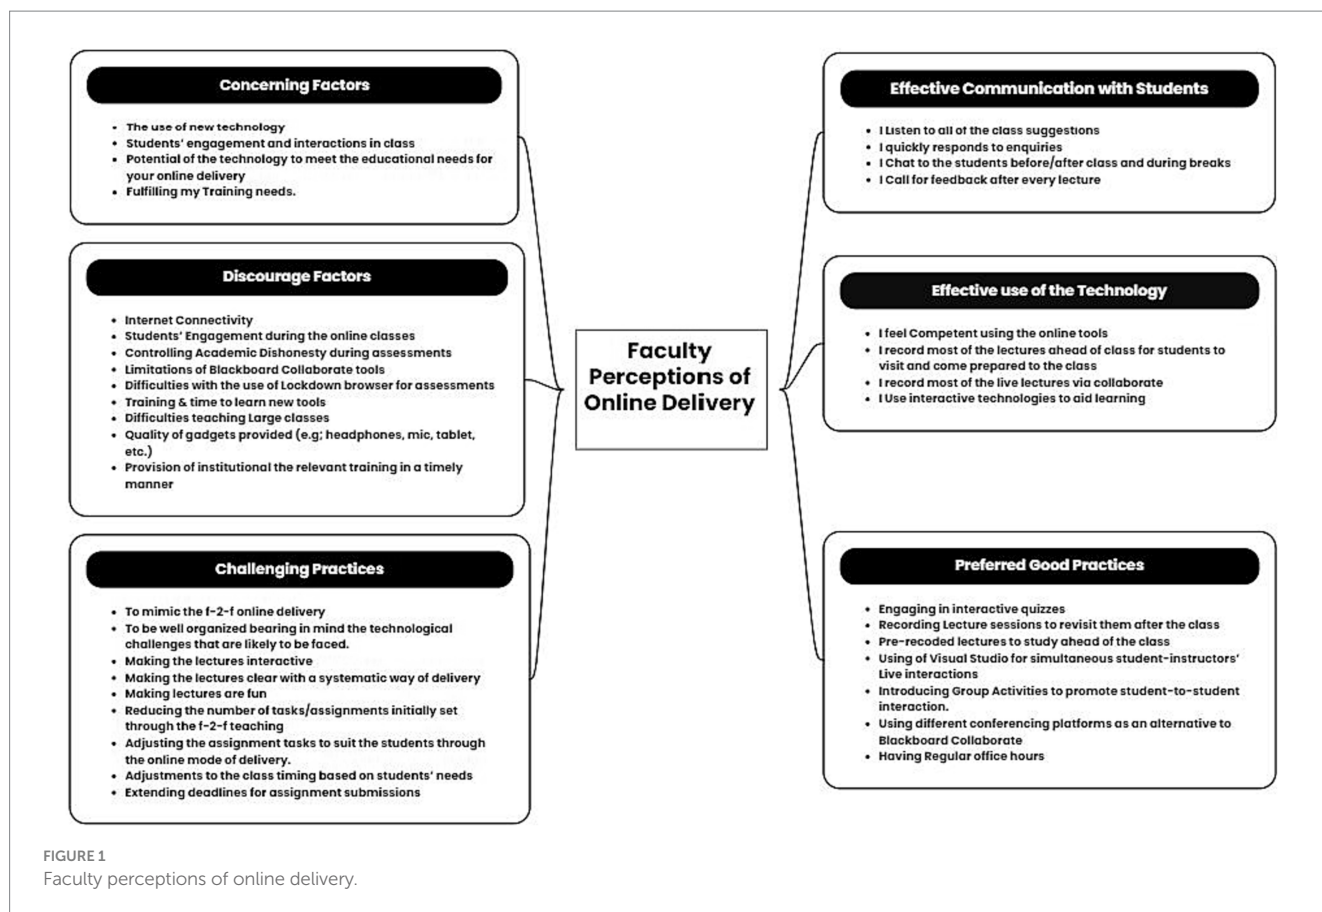 Concerning Factors
• The use of new technology
• Students' engagement and interactions in class
• Potential of the technology to meet the educational needs for
your online delivery
• Fulfilling my Training needs.
Discourage Factors
• Internet Connectivity
• Students' Engagement during the online classes
• Controlling Academic Dishonesty during assessments
• Limitations of Blackboard Collaborate tools
• Difficulties with the use of Lockdown browser for assessments
• Training & time to learn new tools
• Difficulties teaching Large classes
• Quality of gadgets provided (e.g; headphones, mic, tablet,
etc.)
• Provision of institutional the relevant training in a timely
manner
Challenging Practices
• To mimic the f-2-f online delivery
• To be well organized bearing in mind the technological
challenges that are likely to be faced.
• Making the lectures interactive
• Making the lectures clear with a systematic way of delivery
• Making lectures are fun
• Reducing the number of tasks/assignments initially set
through the f-2-f teaching
• Adjusting the assignment tasks to suit the students through
the online mode of delivery.
• Adjustments to the class timing based on students' needs
• Extending deadlines for assignment submissions
Faculty
Perceptions of
Online Delivery
Effective Communication with Students
• I Listen to all of the class suggestions
• I quickly responds to enquiries
• I Chat to the students before/after class and during breaks
• I Call for feedback after every lecture
Effective use of the Technology
• I feel Competent using the online tools
• I record most of the lectures ahead of class for students to
visit and come prepared to the class
• I record most of the live lectures via collaborate
• I Use interactive technologies to aid learning
Preferred Good Practices
• Engaging in interactive quizzes
• Recording Lecture sessions to revisit them after the class
• Pre-recoded lectures to study ahead of the class
• Using of Visual Studio for simultaneous student-instructors'
Live interactions
• Introducing Group Activities to promote student-to-student
interaction.
• Using different conferencing platforms as an alternative to
Blackboard Collaborate
• Having Regular office hours
FIGURE 1
Faculty perceptions of online delivery.